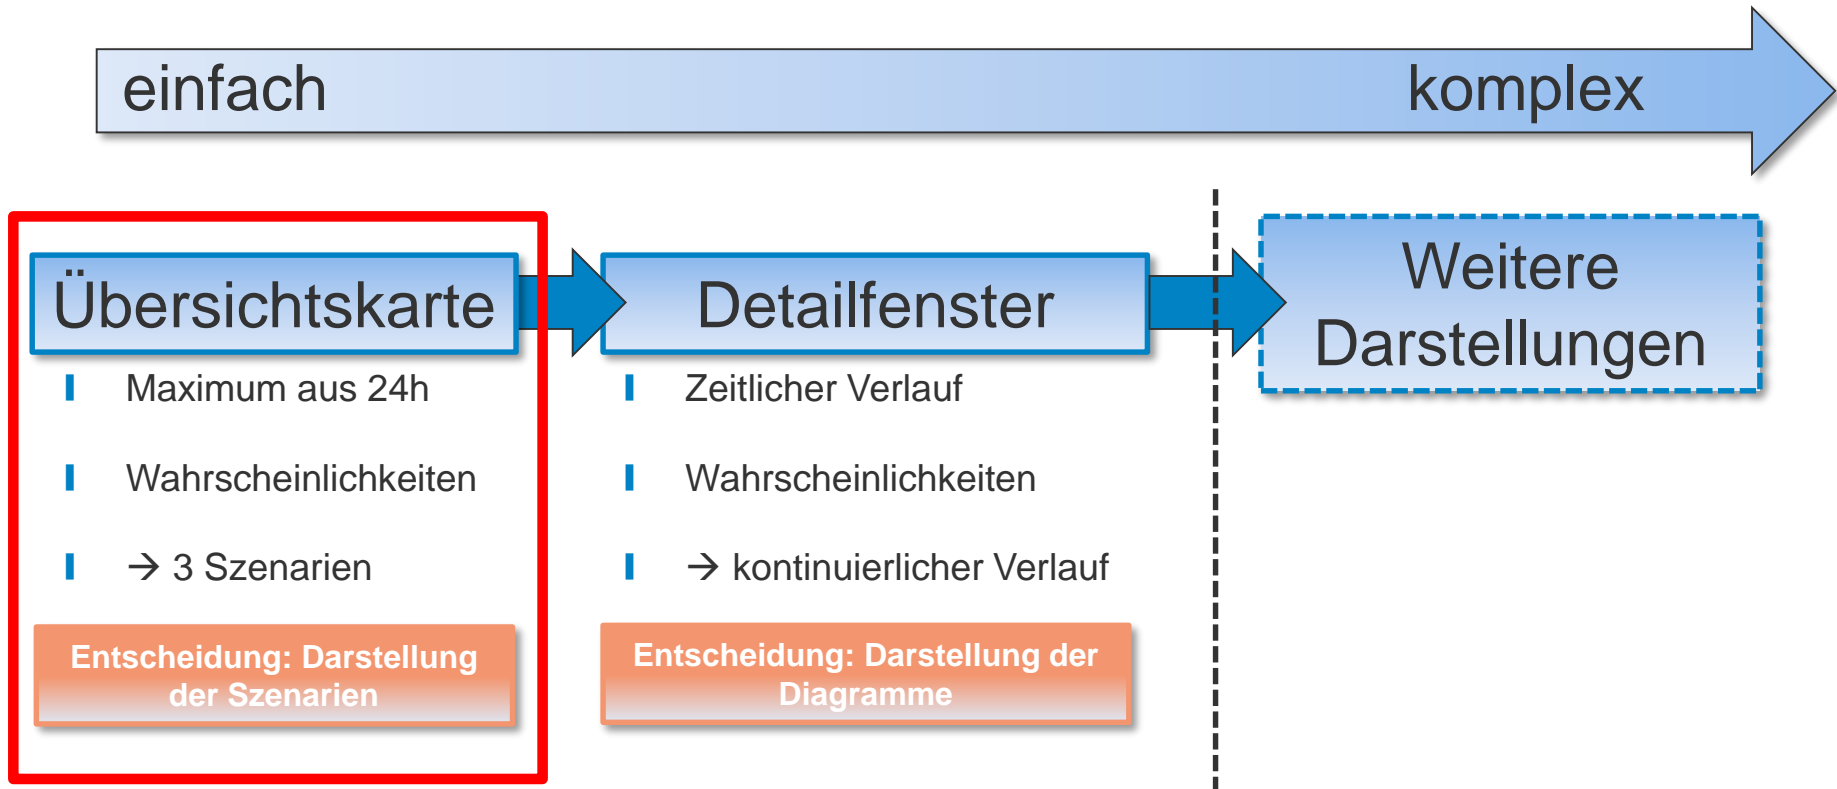 einfach
komplex
Übersichtskarte
Maximum aus 24h
Wahrscheinlichkeiten
→ 3 Szenarien
Entscheidung: Darstellung
der Szenarien
Detailfenster
Zeitlicher Verlauf
Wahrscheinlichkeiten
→ kontinuierlicher Verlauf
Entscheidung: Darstellung der
Diagramme
Weitere
Darstellungen